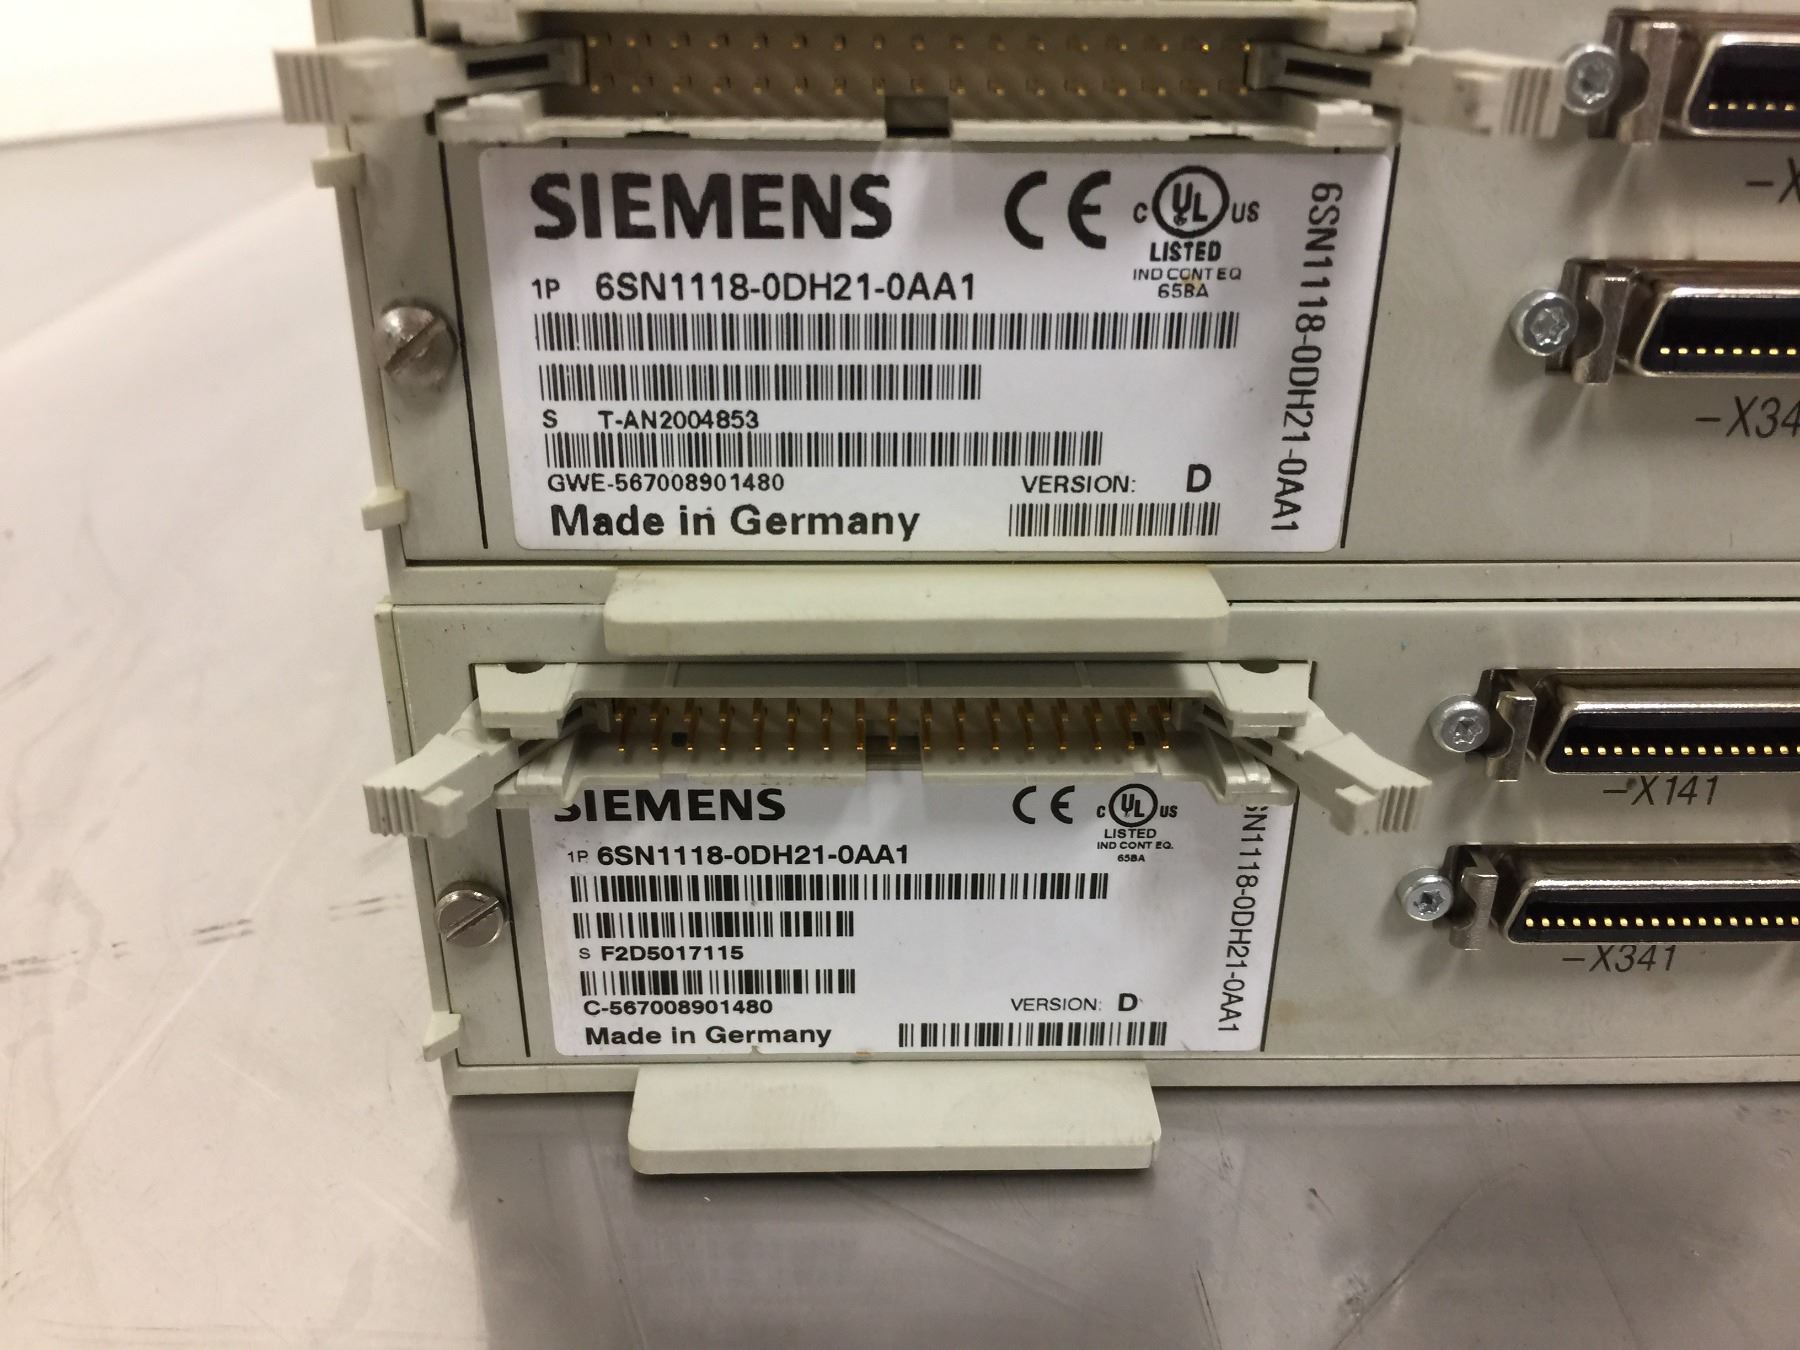 SIEMENS
CE
C UL US
LISTED
IND CONT EQ
65BA
1P 6SN1118-0DH21-0AA1
S T-AN2004853
GWE-567008901480
VERSION: D
Made in Germany
6SN1118-0DH21-0AA1
-X34
SIEMENS
CE
C UL US
LISTED
IND CONT EQ.
65BA
1P 6SN1118-0DH21-0AA1
S F2D5017115
C-567008901480
VERSION: D
Made in Germany
SN1118-0DH21-0AA1
-X141
-X341